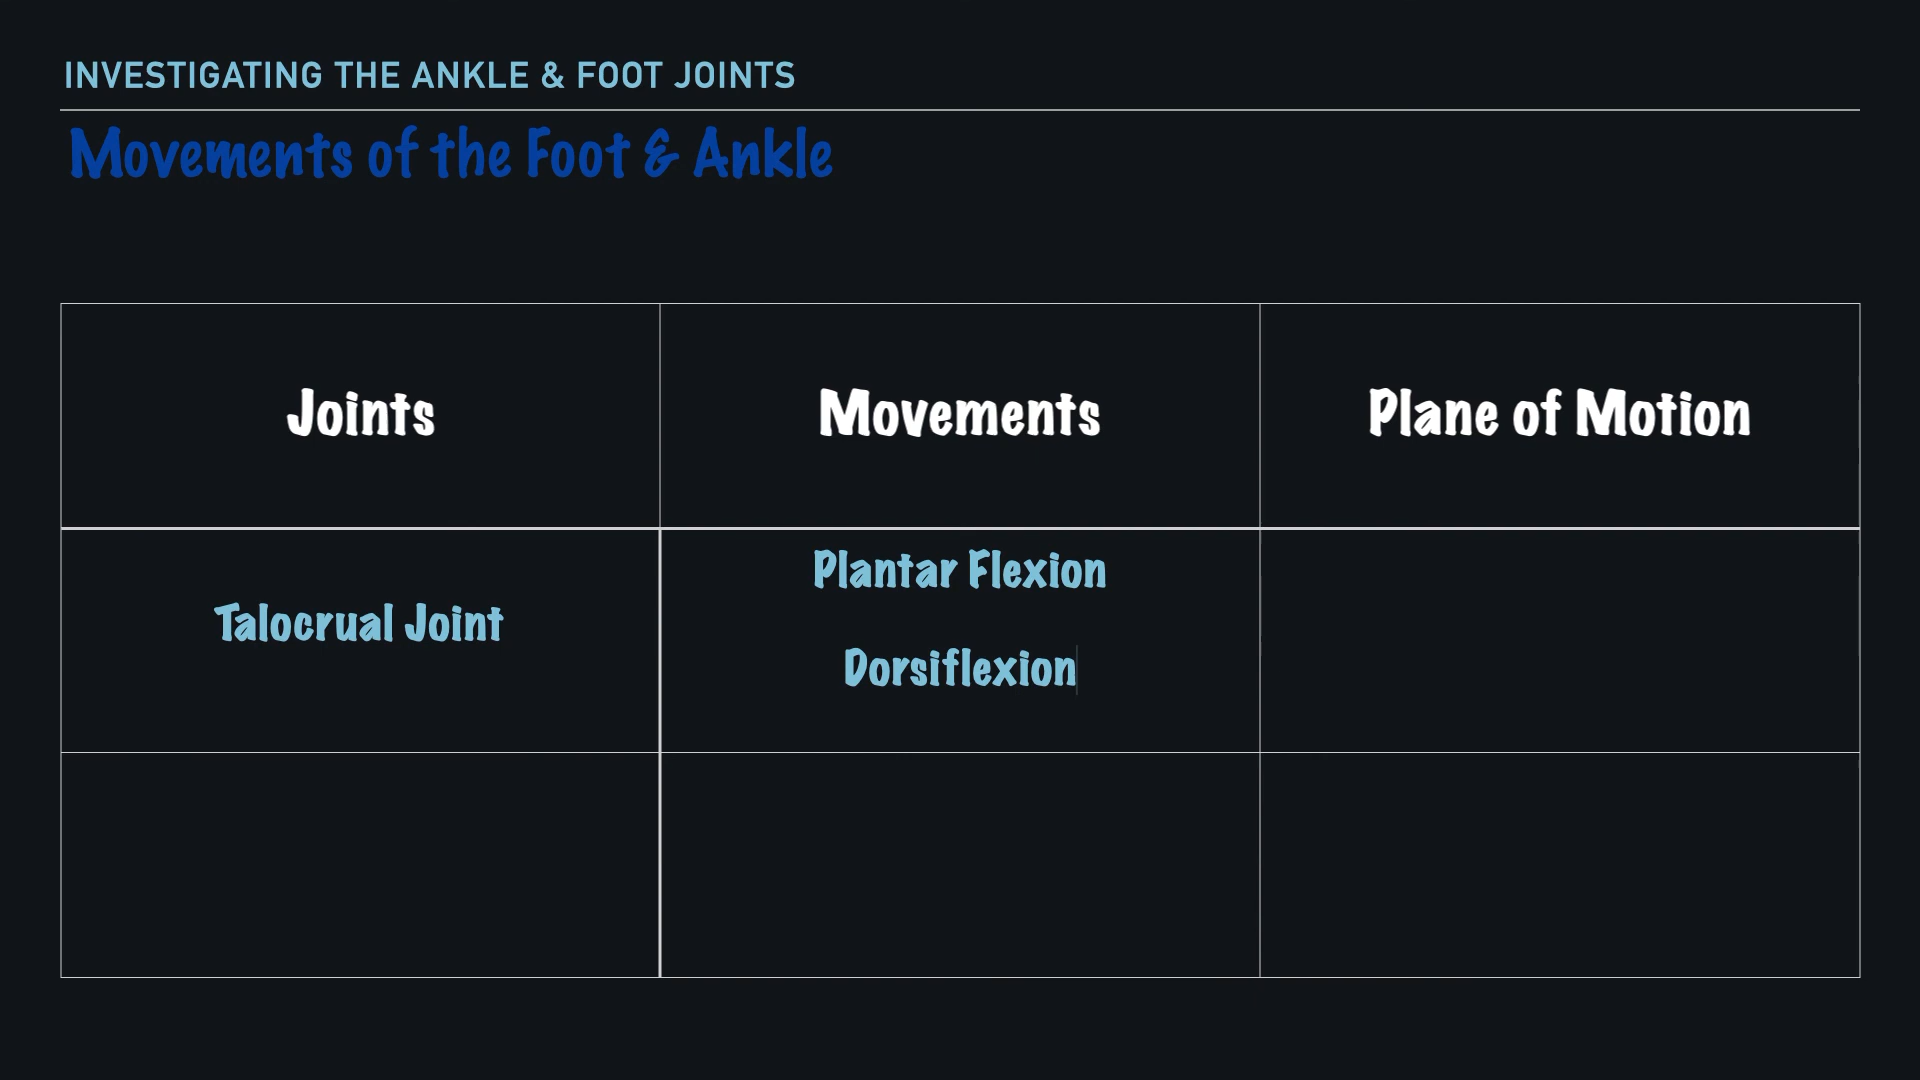 INVESTIGATING THE ANKLE & FOOT JOINTS
Movements of the Foot & Ankle
Joints
Movements
Plane of Motion
Talocrual Joint
Plantar Flexion
Dorsiflexion